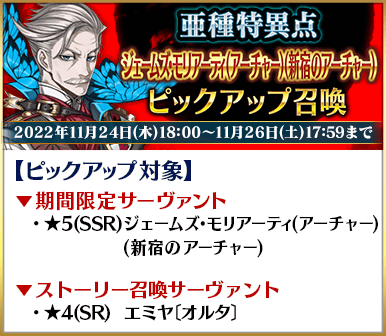 亜種特異点
ジェームズ・モリアーティ(アーチャー)(新宿のアーチャー)
ピックアップ召喚
2022年11月24日(木)18:00～11月26日(土)17:59まで
【ピックアップ対象】
▼期間限定サーヴァント
・★5(SSR)ジェームズ・モリアーティ(アーチャー)
(新宿のアーチャー)
▼ストーリー召喚サーヴァント
・★4(SR) エミヤ〔オルタ〕